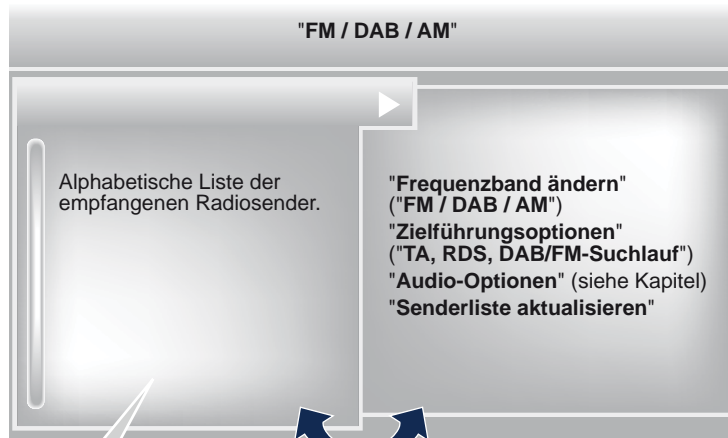 "FM / DAB / AM"
Alphabetische Liste der
empfangenen Radiosender.
"Frequenzband ändern"
("FM / DAB / AM")
"Zielführungsoptionen"
("TA, RDS, DAB/FM-Suchlauf")
"Audio-Optionen" (siehe Kapitel)
"Senderliste aktualisieren"